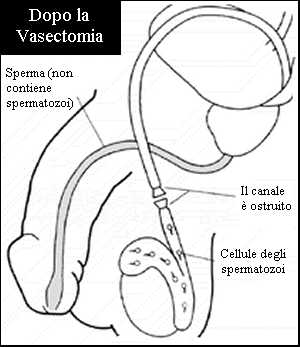 Dopo la
Vasectomia
Sperma (non
contiene
spermatozoi)
Il canale
è ostruito
Cellule degli
spermatozoi